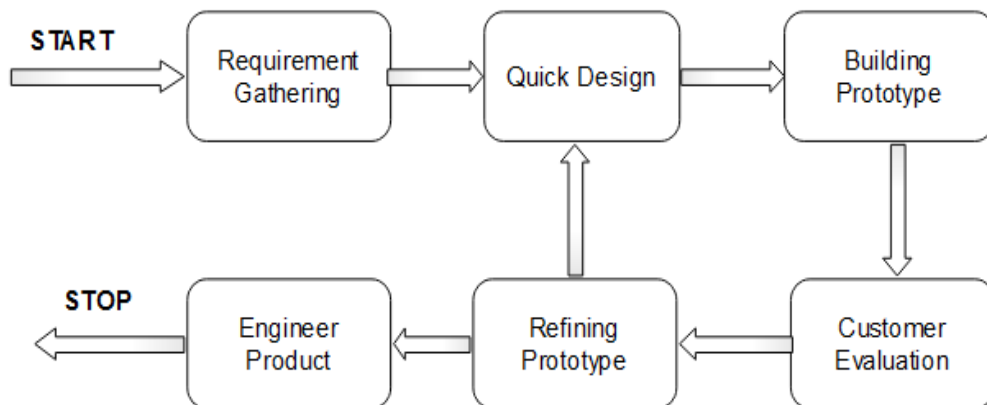 START
Requirement
Gathering
Quick Design
Building
Prototype
STOP
Engineer
Product
Refining
Prototype
Customer
Evaluation